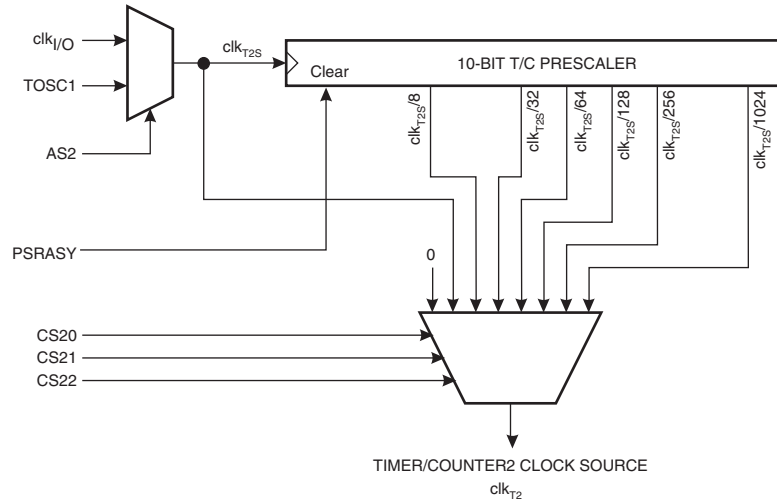 clkI/O
clkT2S
10-BIT T/C PRESCALER
TOSC1
Clear
clkT2S/8
clkT2S/32
clkT2S/64
clkT2S/128
clkT2S/256
clkT2S/1024
AS2
PSRASY
0
CS20
CS21
CS22
TIMER/COUNTER2 CLOCK SOURCE
clkT2